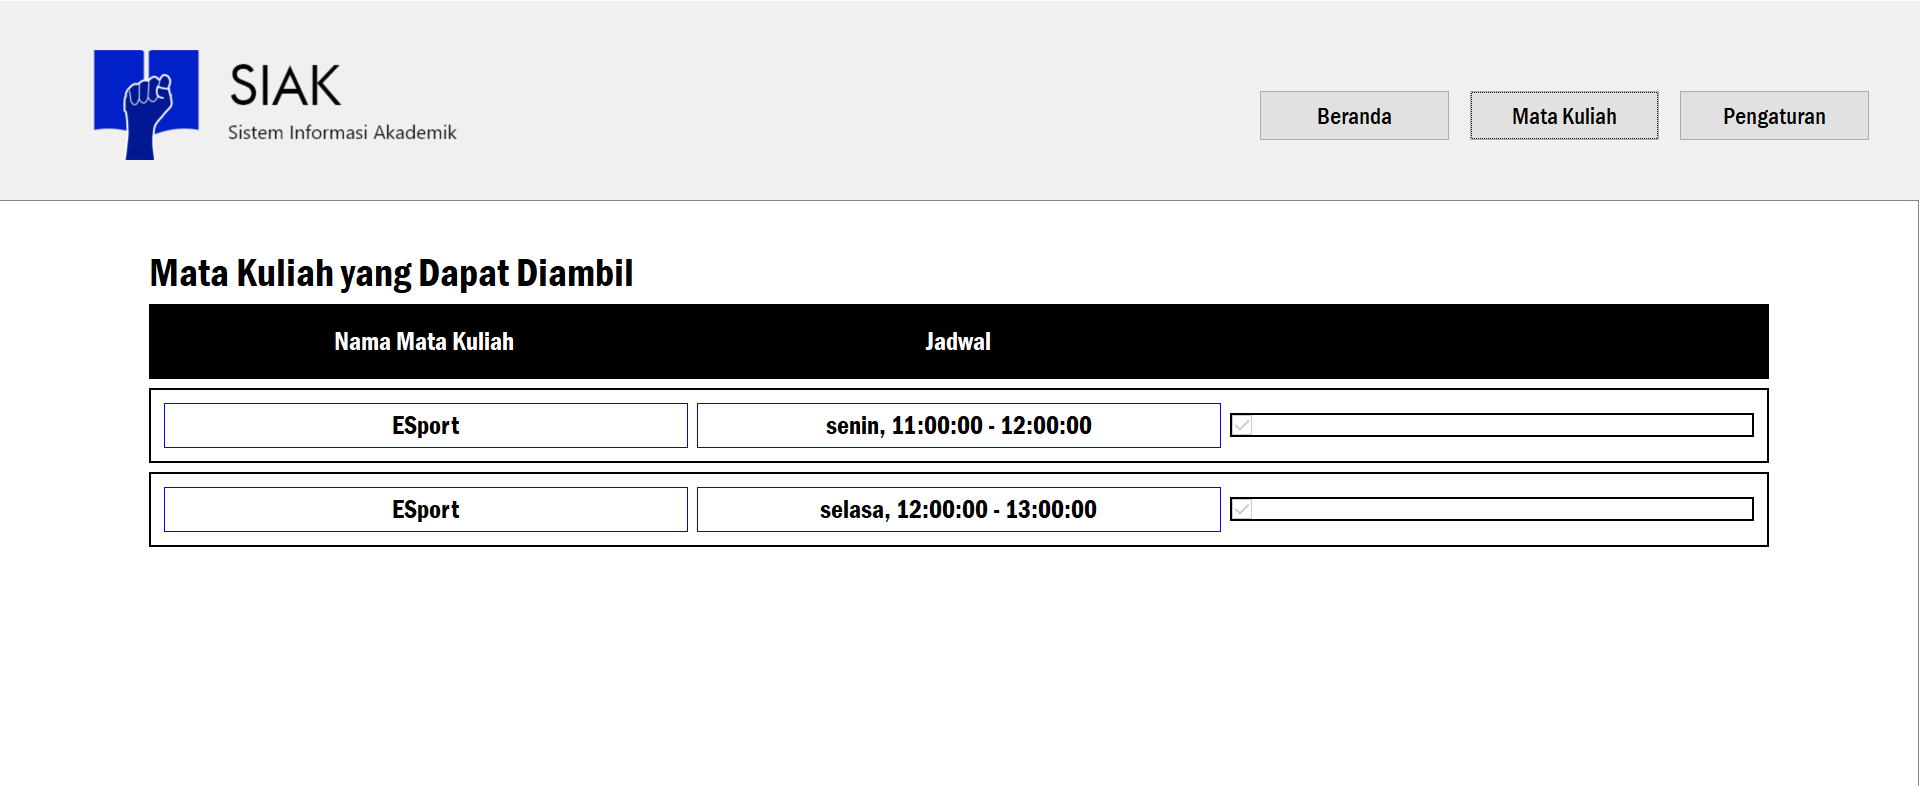 SIAK
Sistem Informasi Akademik
Beranda
Mata Kuliah
Pengaturan
Mata Kuliah yang Dapat Diambil
Nama Mata Kuliah
Jadwal
ESport
senin, 11:00:00 - 12:00:00
ESport
selasa, 12:00:00 - 13:00:00